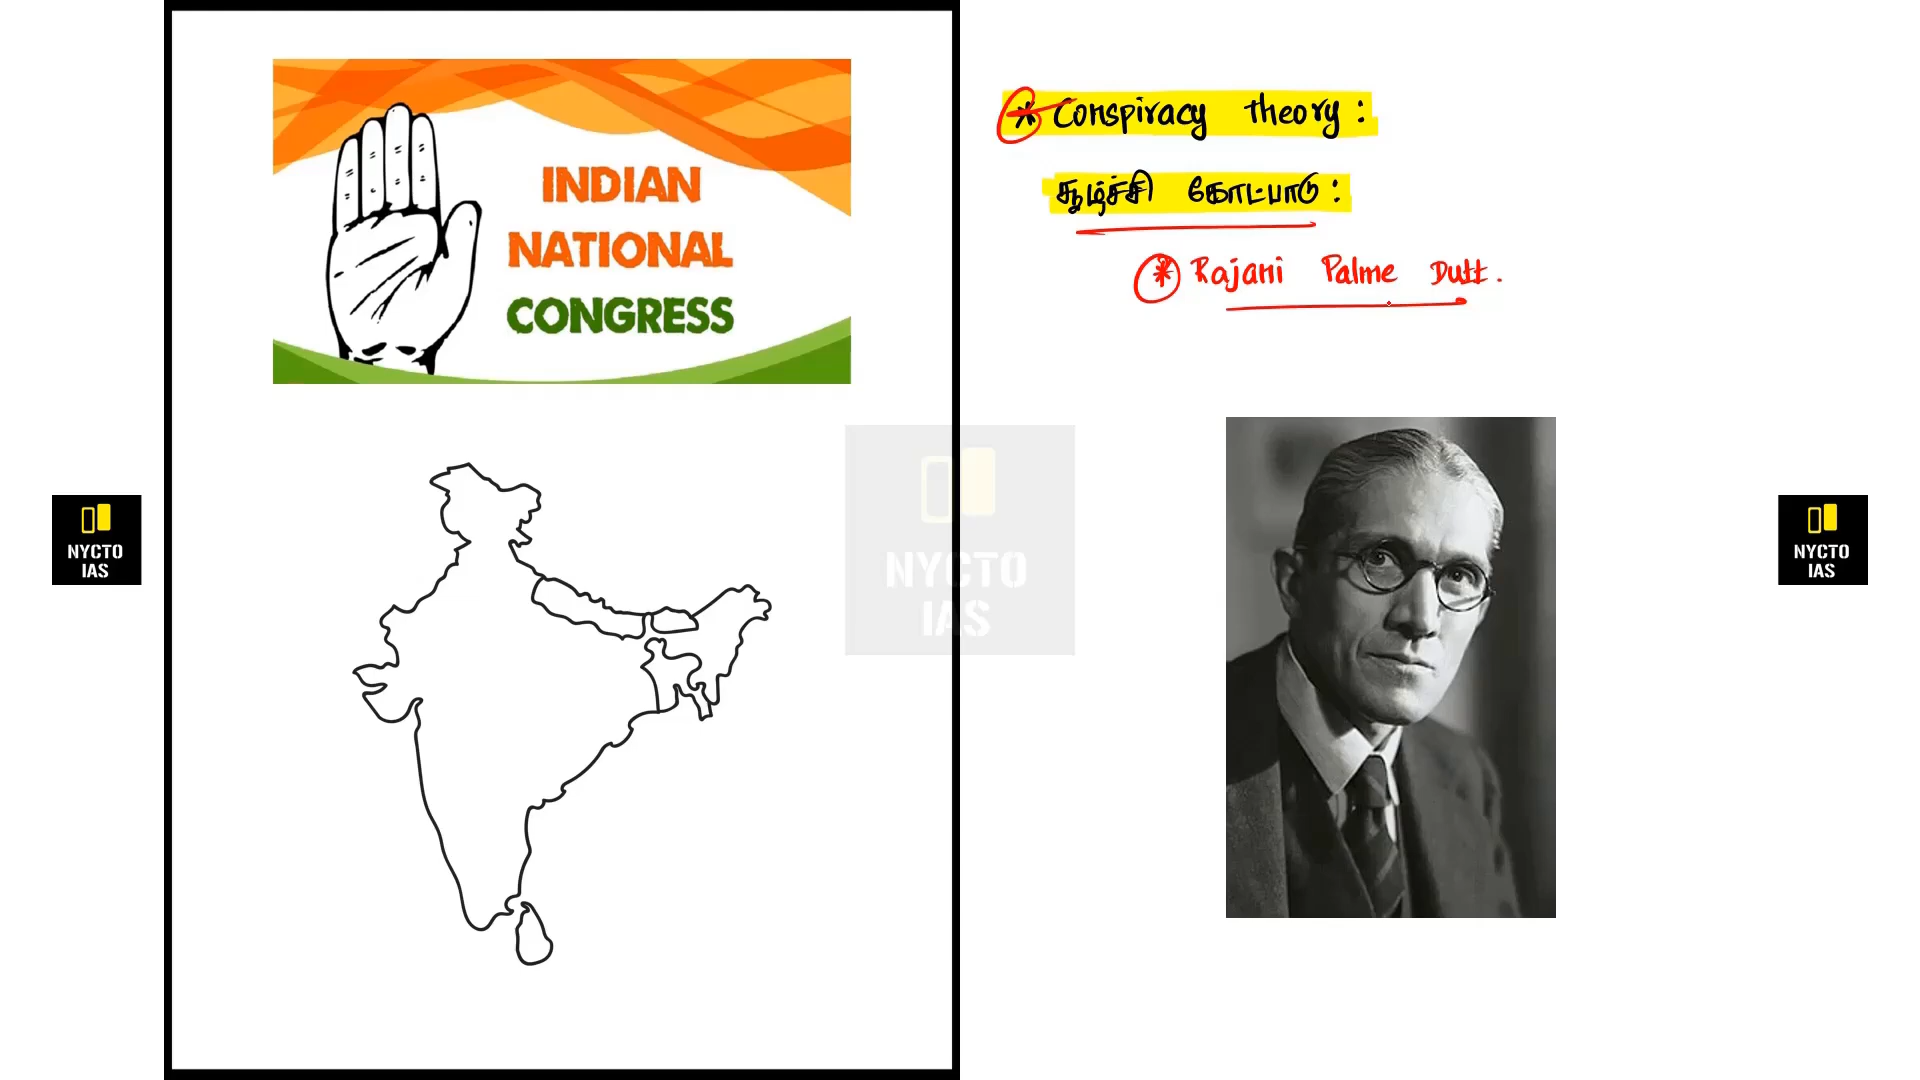 INDIAN
NATIONAL
CONGRESS
* Conspiracy theory :
சூழ்ச்சி கோட்பாடு :
* Rajani Palme Dutt.
NYCTO
IAS
NYCTO
IAS
NYCTO
IAS